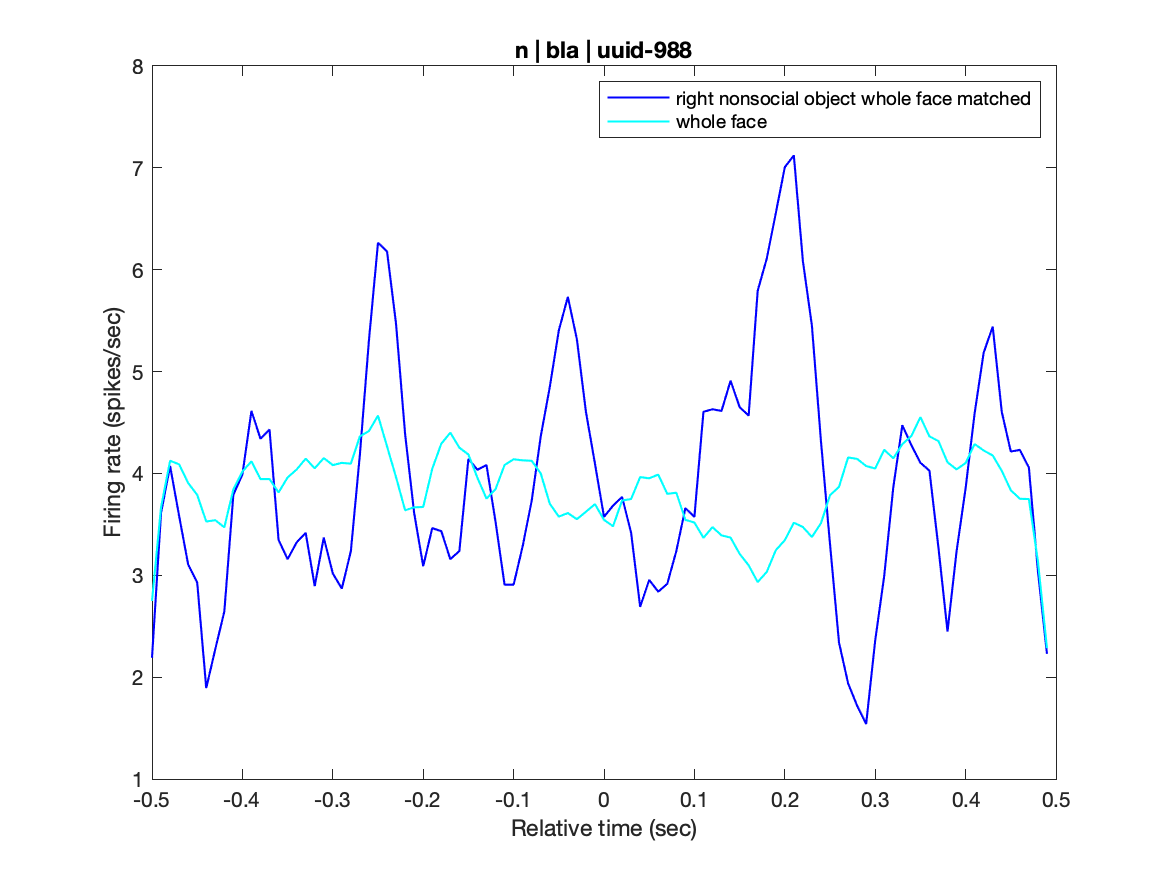 n | bla | uuid-988
right nonsocial object whole face matched
whole face
Firing rate (spikes/sec)
8
7
6
5
4
3
2
1
-0.5 -0.4 -0.3 -0.2 -0.1 0 0.1 0.2 0.3 0.4 0.5
Relative time (sec)